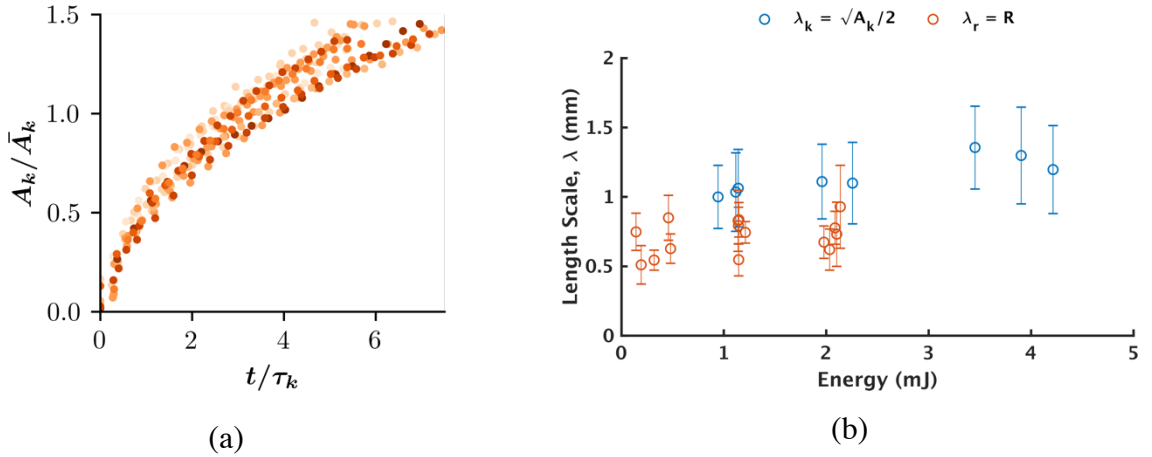 1.5
1.0
0.5
0.0
A_k/Ā_k
0 2 4 6
t/τ_k
(a)
λ_k = √A_k/2 λ_r = R
2
1.5
1
0.5
0
Length Scale, λ (mm)
0 1 2 3 4 5
Energy (mJ)
(b)